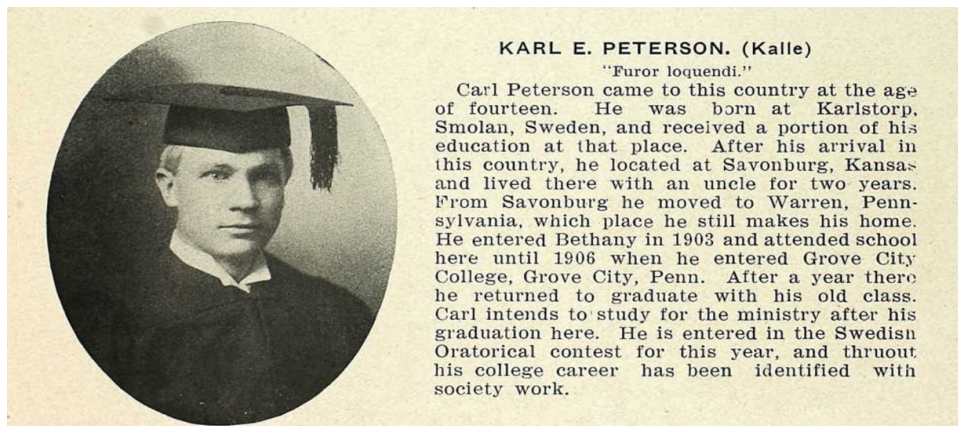 KARL E. PETERSON. (Kalle)
"Furor loquendi."
Carl Peterson came to this country at the age
of fourteen. He was born at Karlstorp,
Smolan, Sweden, and received a portion of his
education at that place. After his arrival in
this country, he located at Savonburg, Kansas
and lived there with an uncle for two years.
From Savonburg he moved to Warren, Penn-
sylvania, which place he still makes his home.
He entered Bethany in 1903 and attended school
here until 1906 when he entered Grove City
College, Grove City, Penn. After a year there
he returned to graduate with his old class.
Carl intends to study for the ministry after his
graduation here. He is entered in the Swedish
Oratorical contest for this year, and thruout
his college career has been identified with
society work.